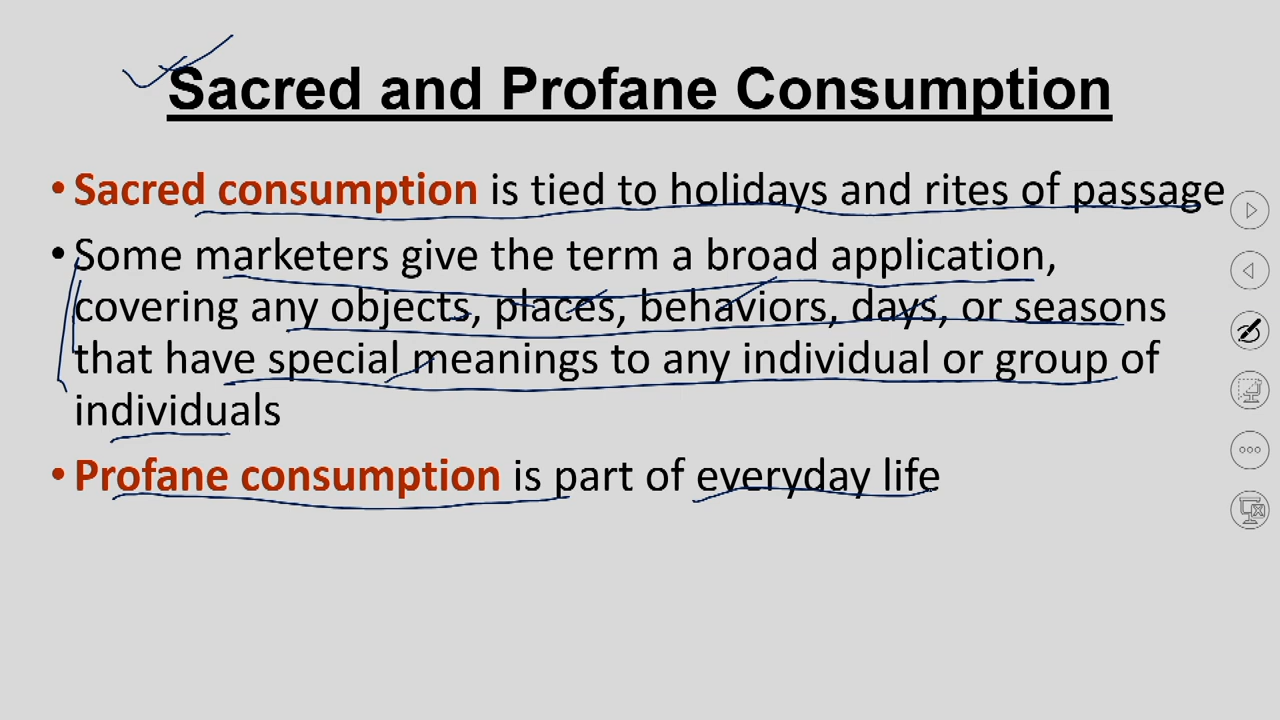 Sacred and Profane Consumption
• Sacred consumption is tied to holidays and rites of passage
• Some marketers give the term a broad application,
covering any objects, places, behaviors, days, or seasons
that have special meanings to any individual or group of
individuals
• Profane consumption is part of everyday life